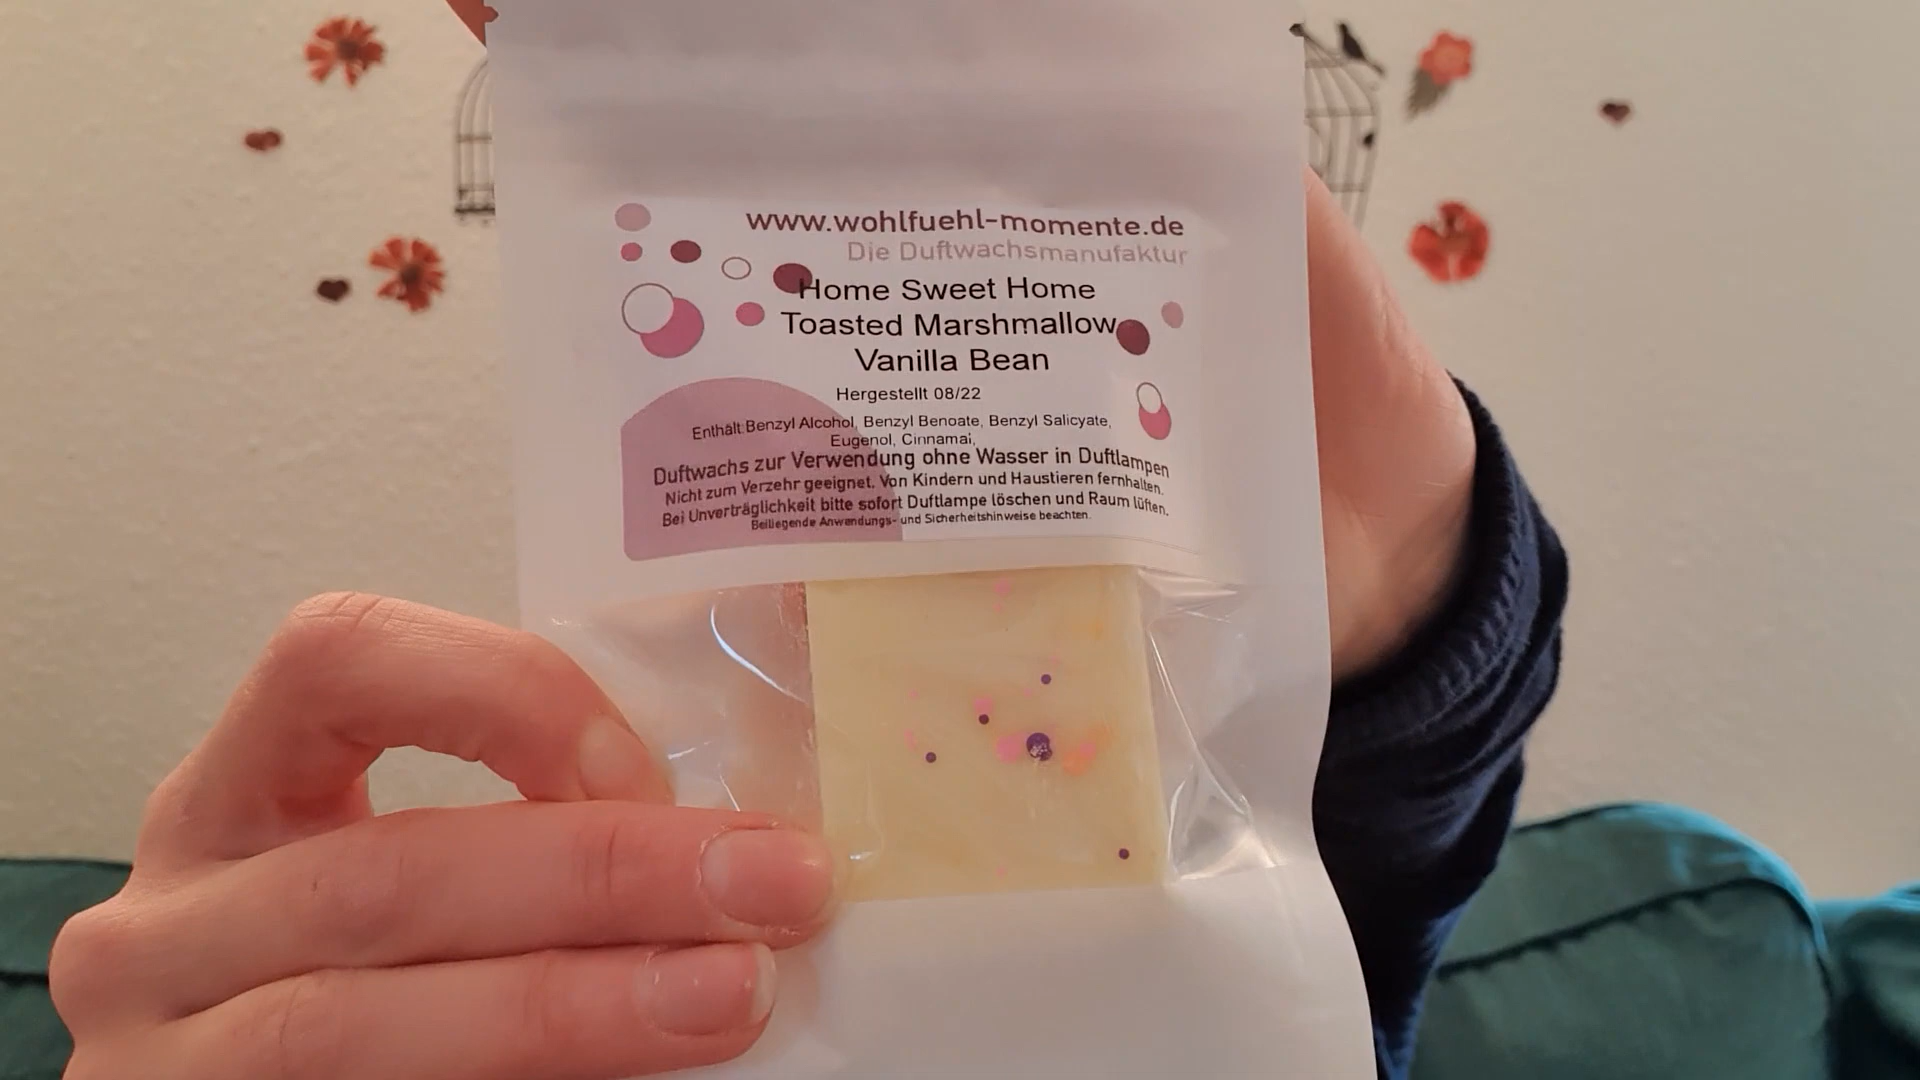 www.wohlfuehl-momente.de
Die Duftwachsmanufaktur
Home Sweet Home
Toasted Marshmallow
Vanilla Bean
Hergestellt 08/22
Enthält Benzyl Alcohol, Benzyl Benoate, Benzyl Salicyate,
Eugenol, Cinnamai,
Duftwachs zur Verwendung ohne Wasser in Duftlampen
Nicht zum Verzehr geeignet. Von Kindern und Haustieren fernhalten.
Bei Unverträglichkeit bitte sofort Duftlampe löschen und Raum lüften.
Beiliegende Anwendungs- und Sicherheitshinweise beachten.